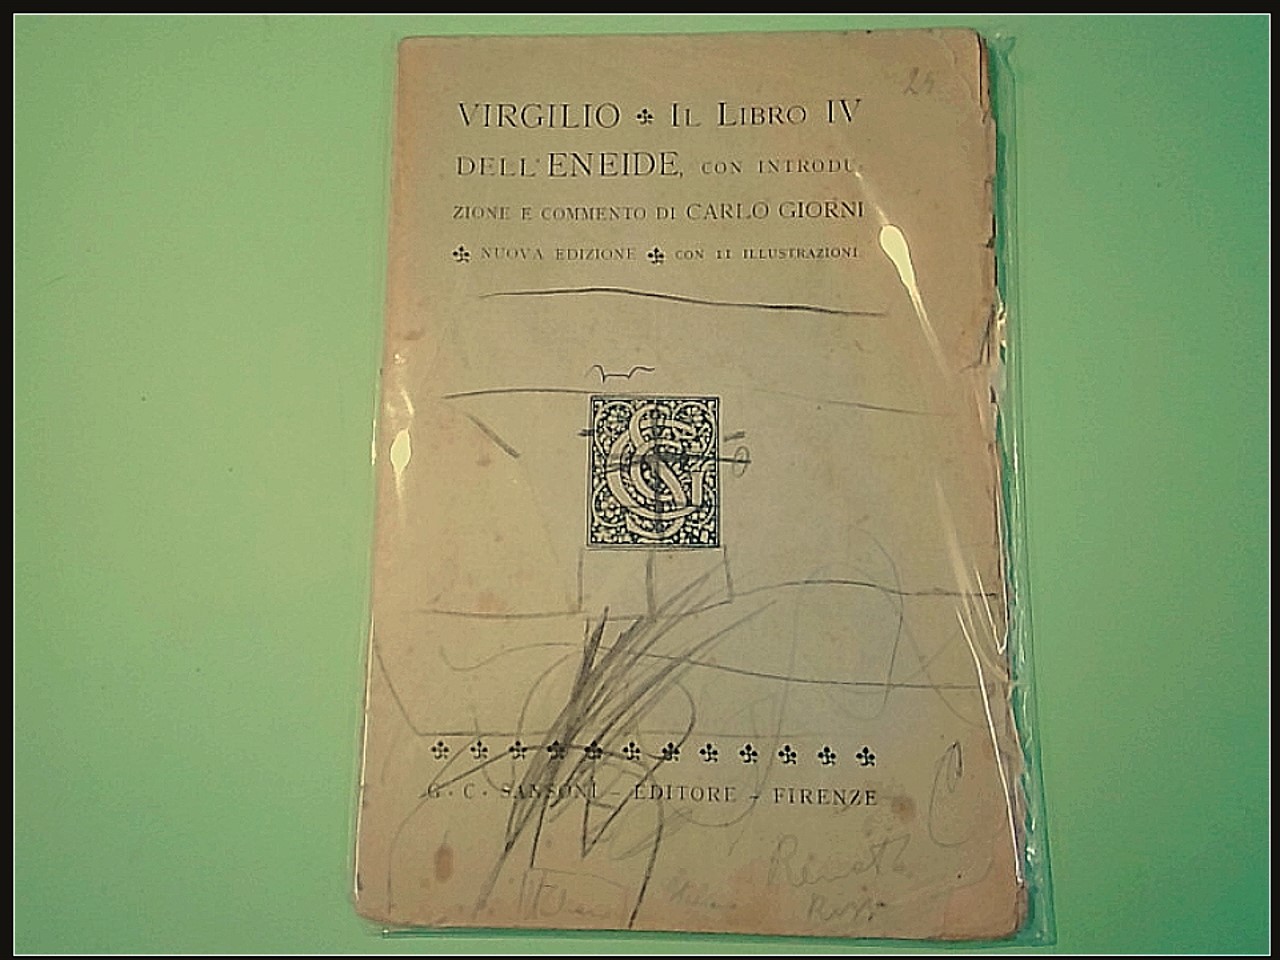 24
VIRGILIO IL LIBRO IV
DELL'ENEIDE, CON INTRODU-
ZIONE E COMMENTO DI CARLO GIORNI
NUOVA EDIZIONE CON 11 ILLUSTRAZIONI
G. C. SANSONI - EDITORE - FIRENZE